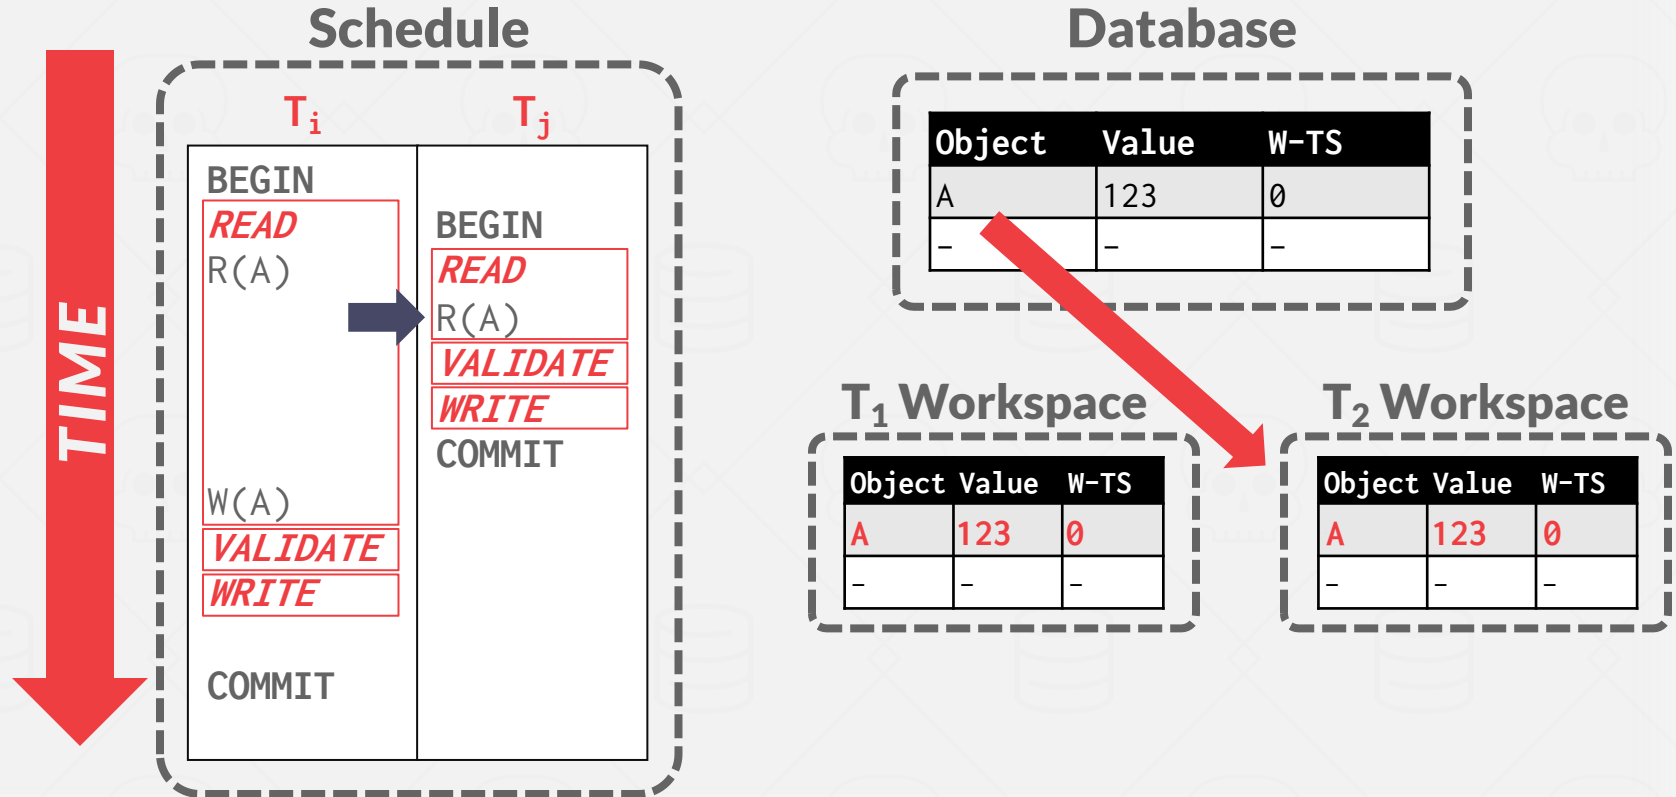 Schedule
TIME
Ti Tj
BEGIN
READ
R(A)
W(A)
VALIDATE
WRITE
COMMIT
BEGIN
READ
R(A)
VALIDATE
WRITE
COMMIT
Database
Object Value W-TS
A 123 0
- - -
T1 Workspace
Object Value W-TS
A 123 0
- - -
T2 Workspace
Object Value W-TS
A 123 0
- - -